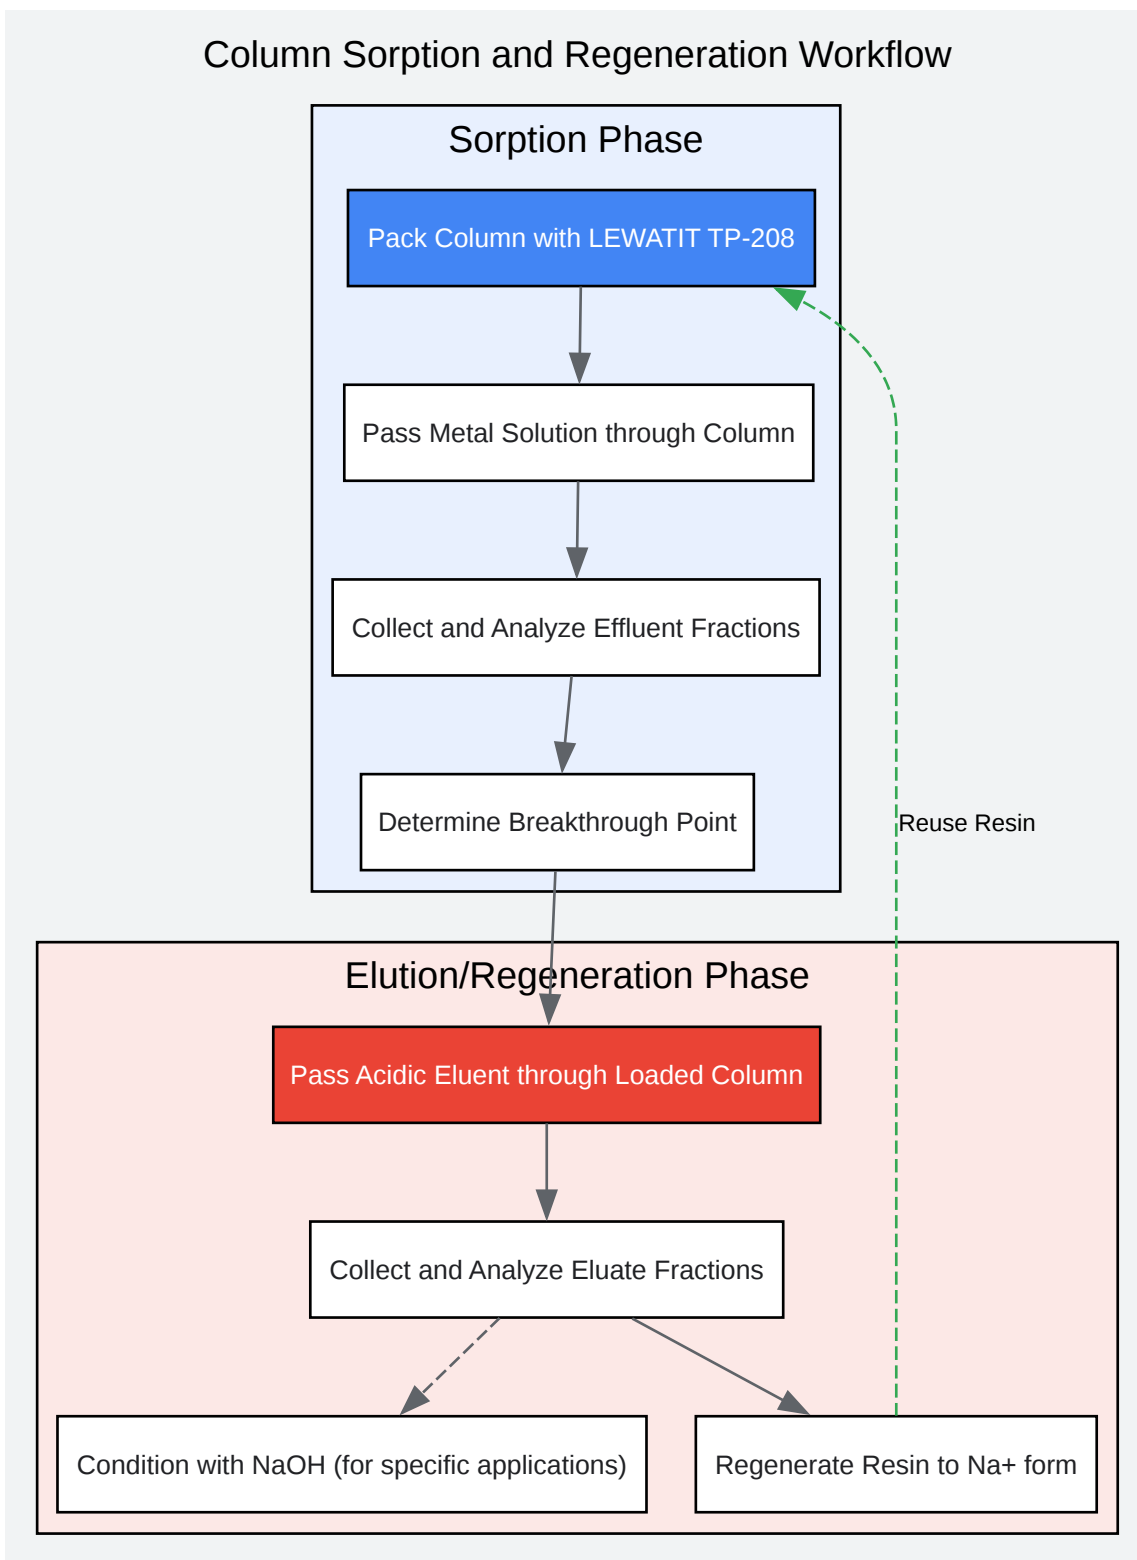 Column Sorption and Regeneration Workflow
Sorption Phase
Pack Column with LEWATIT TP-208
Pass Metal Solution through Column
Collect and Analyze Effluent Fractions
Determine Breakthrough Point
Reuse Resin
Elution/Regeneration Phase
Pass Acidic Eluent through Loaded Column
Collect and Analyze Eluate Fractions
Condition with NaOH (for specific applications)
Regenerate Resin to Na+ form